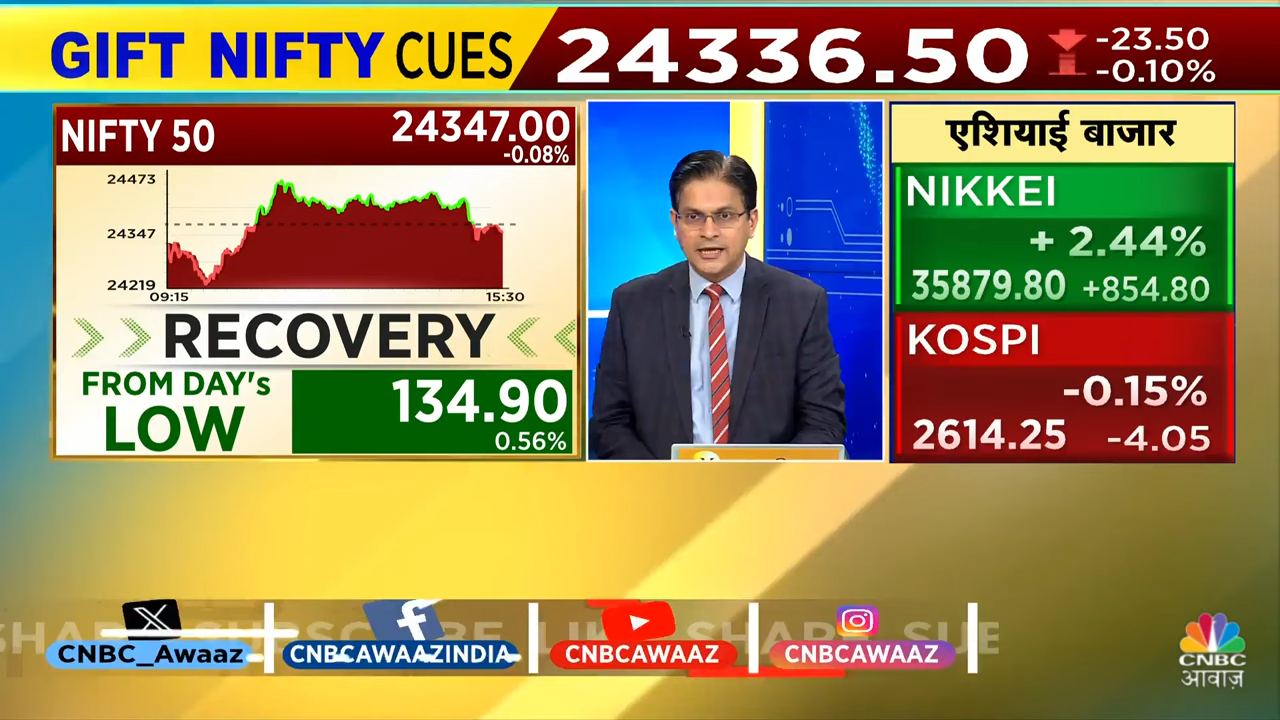 GIFT NIFTY CUES
24336.50
-23.50
-0.10%
NIFTY 50
24347.00
-0.08%
24473
24347
24219
09:15
15:30
RECOVERY
FROM DAY's
LOW
134.90
0.56%
एशियाई बाजार
NIKKEI
+ 2.44%
35879.80 +854.80
KOSPI
-0.15%
2614.25 -4.05
CNBC_Awaaz
CNBCAWAAZINDIA
CNBCAWAAZ
CNBCAWAAZ
CNBC
आवाज़